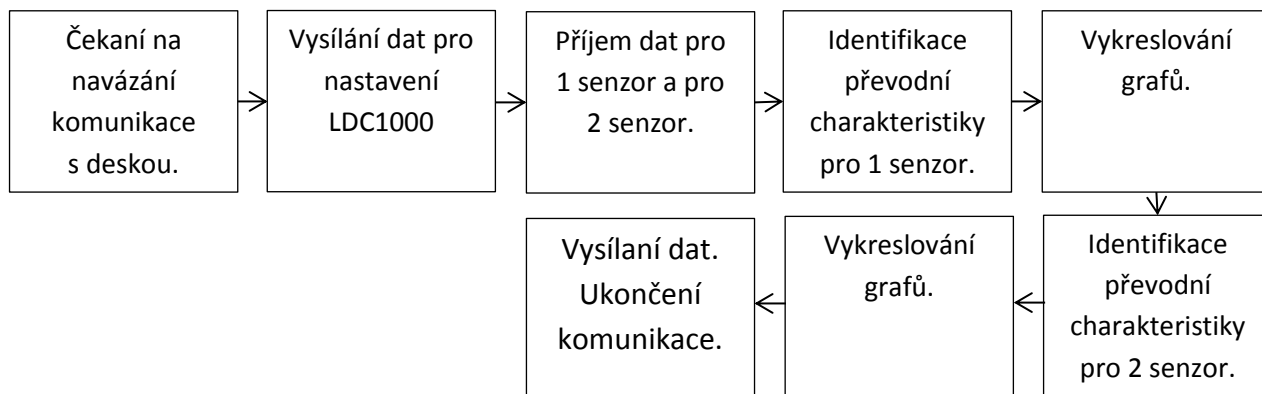 Čekaní na
navázání
komunikace
s deskou.
Vysílání dat pro
nastavení
LDC1000
Příjem dat pro
1 senzor a pro
2 senzor.
Identifikace
převodní
charakteristiky
pro 1 senzor.
Vykreslování
grafů.
Identifikace
převodní
charakteristiky
pro 2 senzor.
Vykreslování
grafů.
Vysílaní dat.
Ukončení
komunikace.